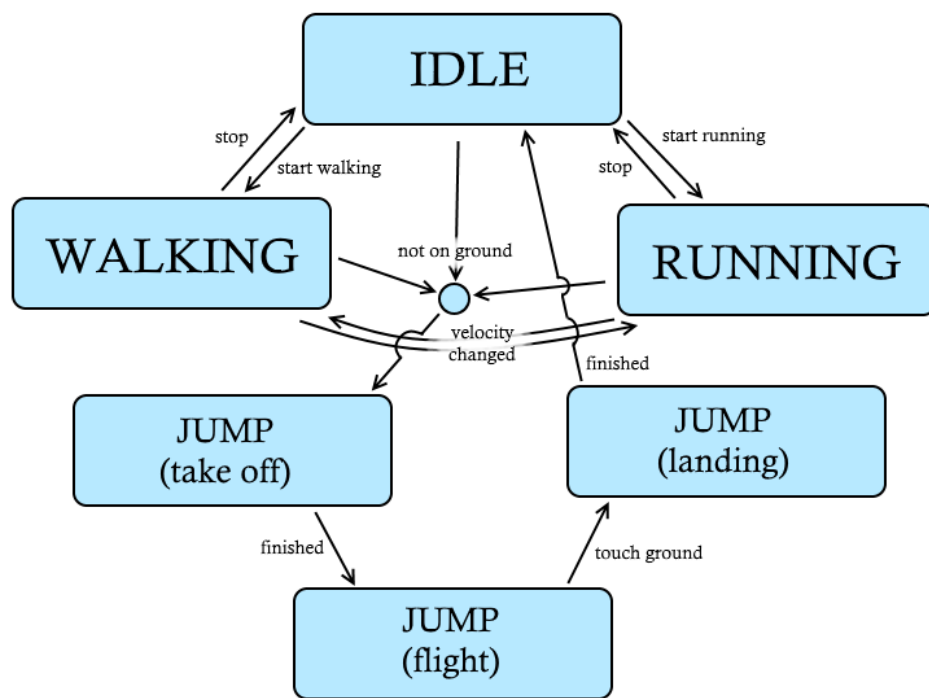 IDLE
stop
start running
start walking
stop
WALKING
not on ground
RUNNING
velocity
changed
finished
JUMP
(take off)
JUMP
(landing)
finished
touch ground
JUMP
(flight)